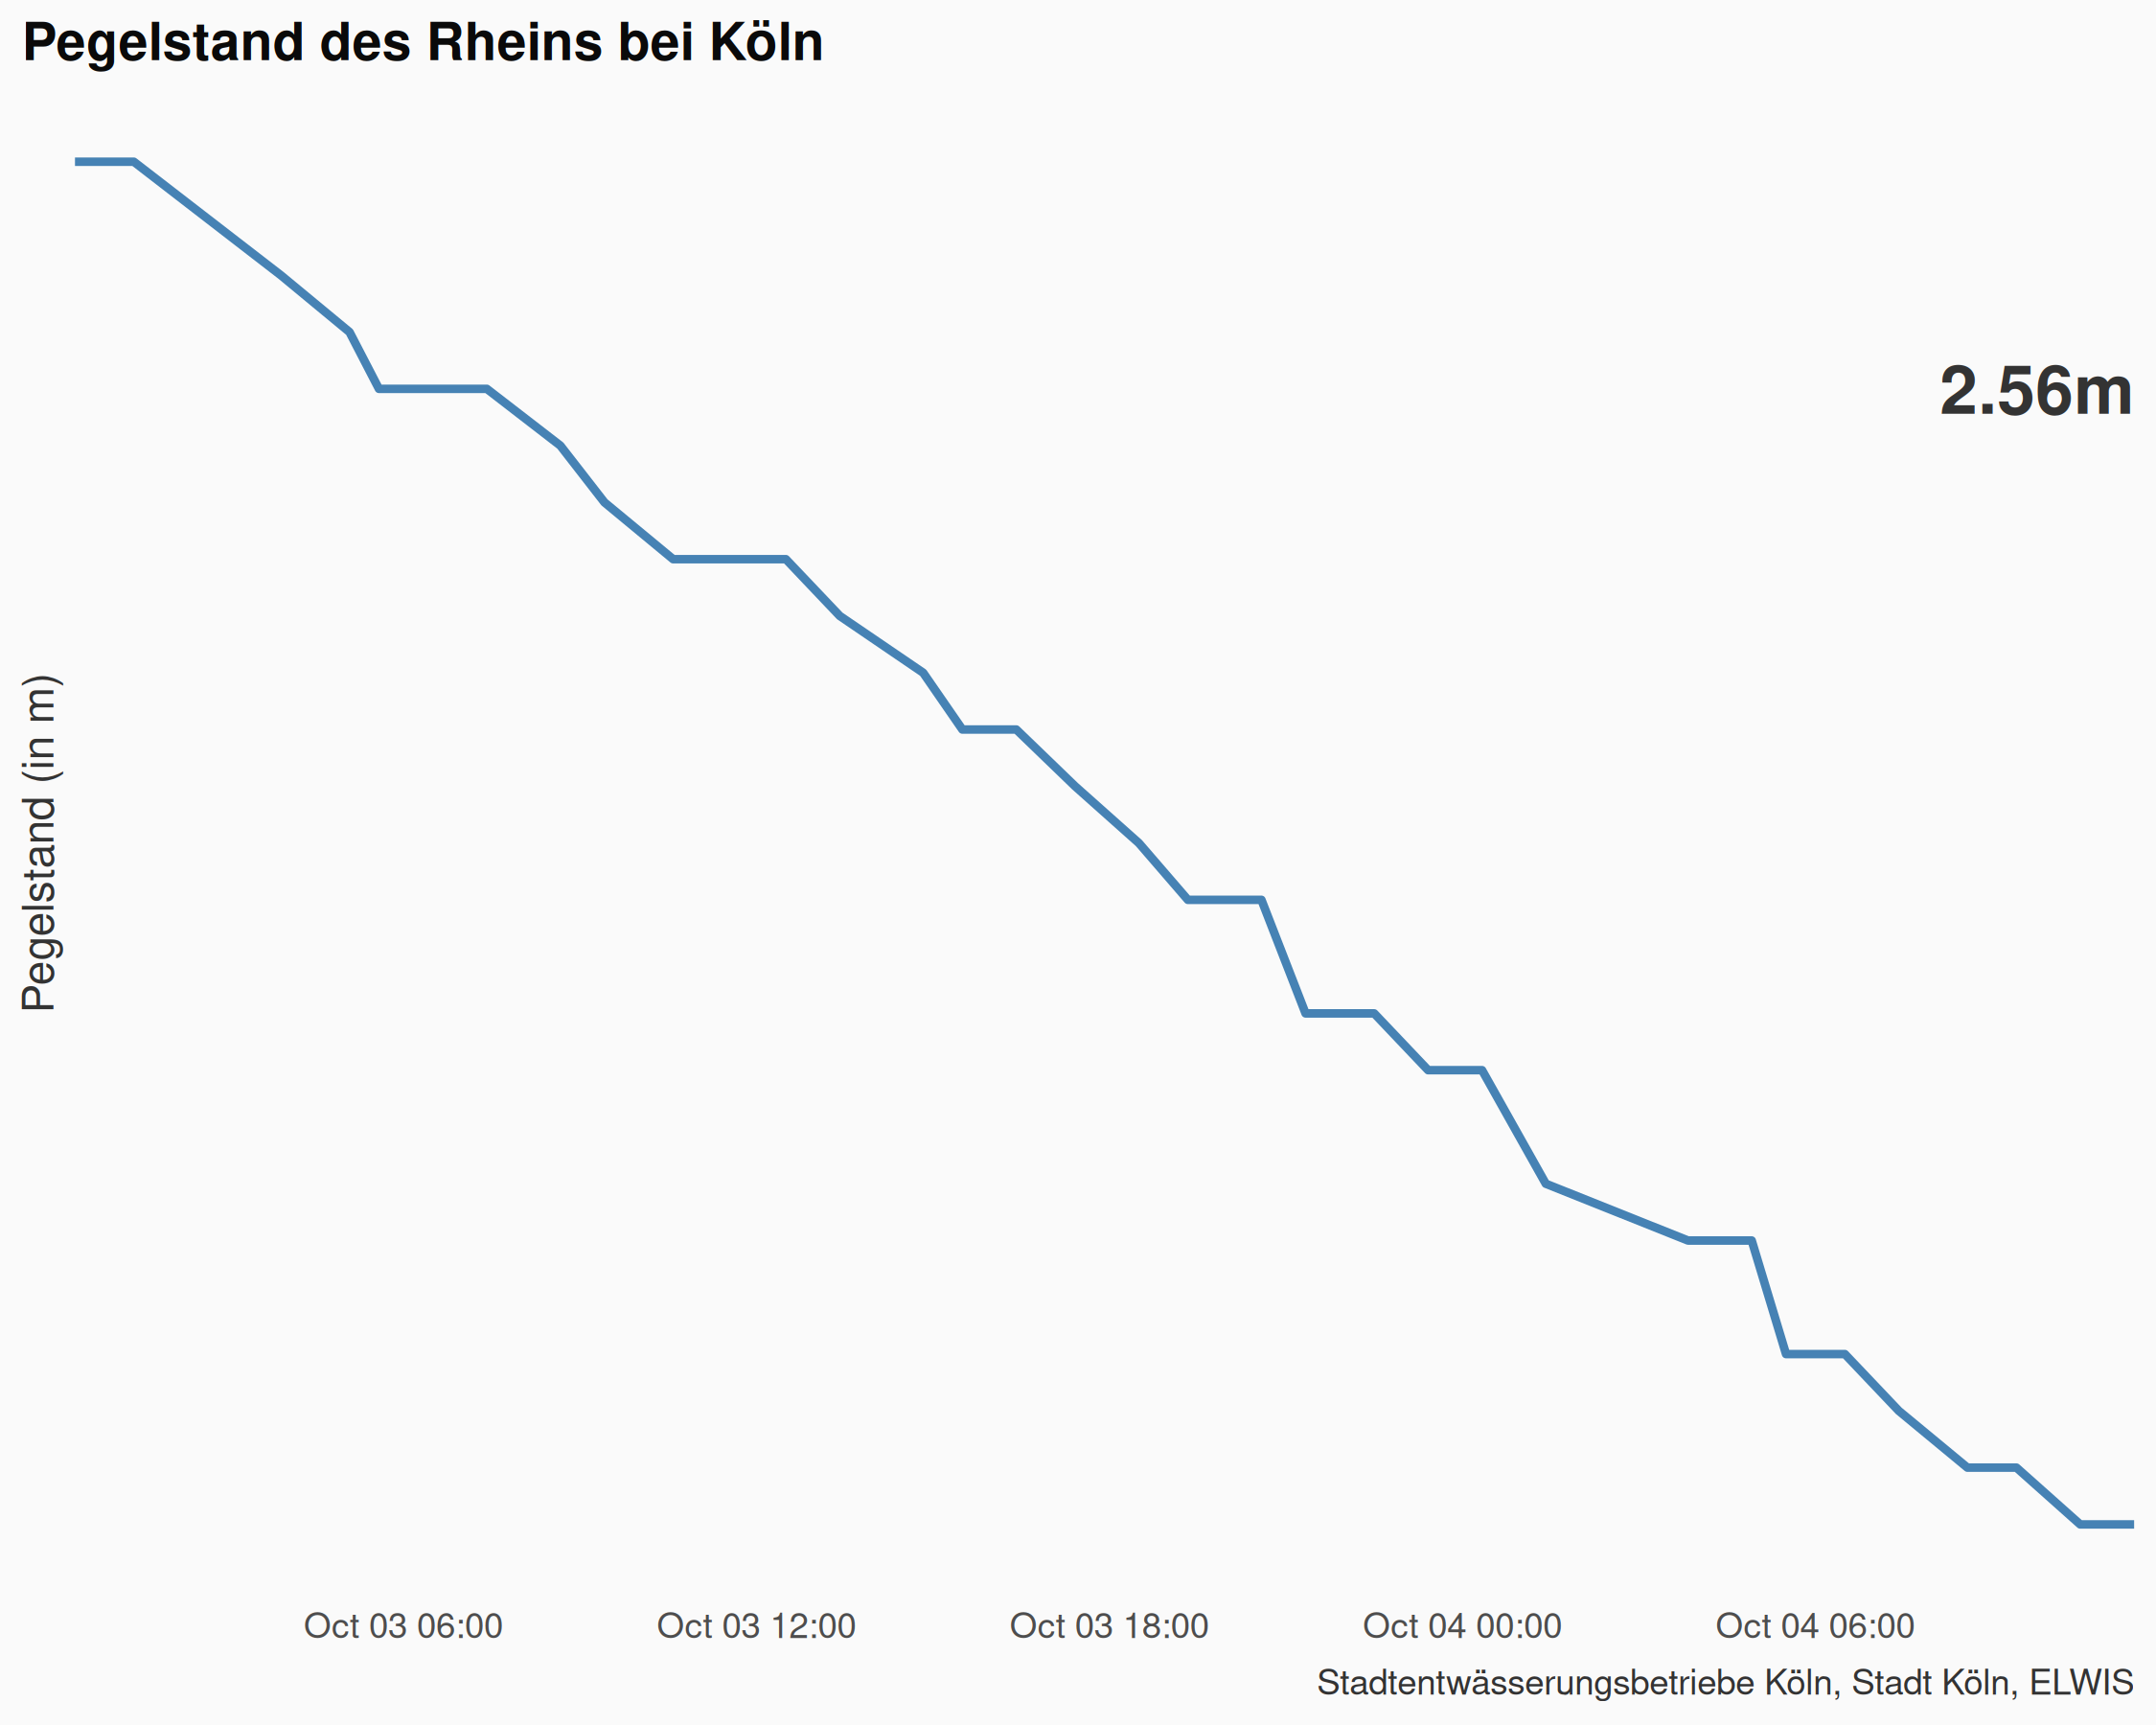 Pegelstand des Rheins bei Köln
2.56m
Pegelstand (in m)
Oct 03 06:00
Oct 03 12:00
Oct 03 18:00
Oct 04 00:00
Oct 04 06:00
Stadtentwässerungsbetriebe Köln, Stadt Köln, ELWIS